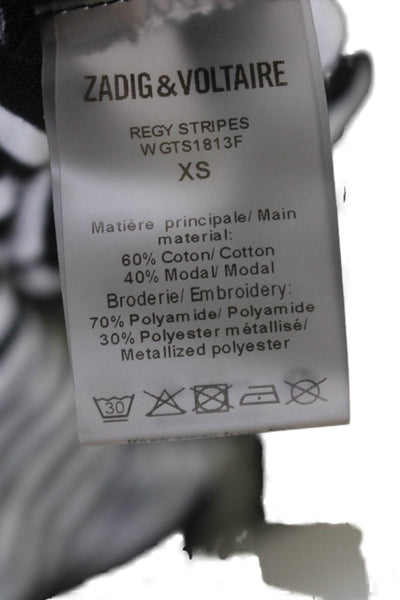 ZADIG & VOLTAIRE
REGY STRIPES
WGTS1813F
XS
Matière principale/ Main
material:
60% Coton/ Cotton
40% Modal/ Modal
Broderie/ Embroidery:
70% Polyamide/ Polyamide
30% Polyester métallisé/
Metallized polyester
30